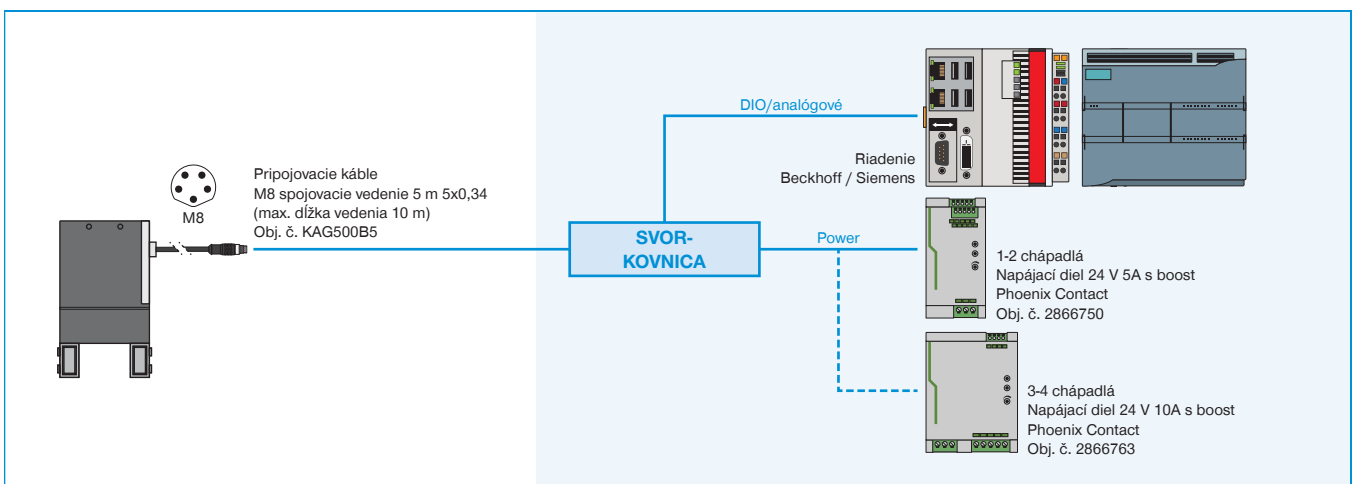 M8
Pripojovacie káble
M8 spojovacie vedenie 5 m 5x0,34
(max. dĺžka vedenia 10 m)
Obj. č. KAG500B5
SVOR-
KOVNICA
DIO/analógové
Power
Riadenie
Beckhoff / Siemens
1-2 chápadlá
Napájací diel 24 V 5A s boost
Phoenix Contact
Obj. č. 2866750
3-4 chápadlá
Napájací diel 24 V 10A s boost
Phoenix Contact
Obj. č. 2866763